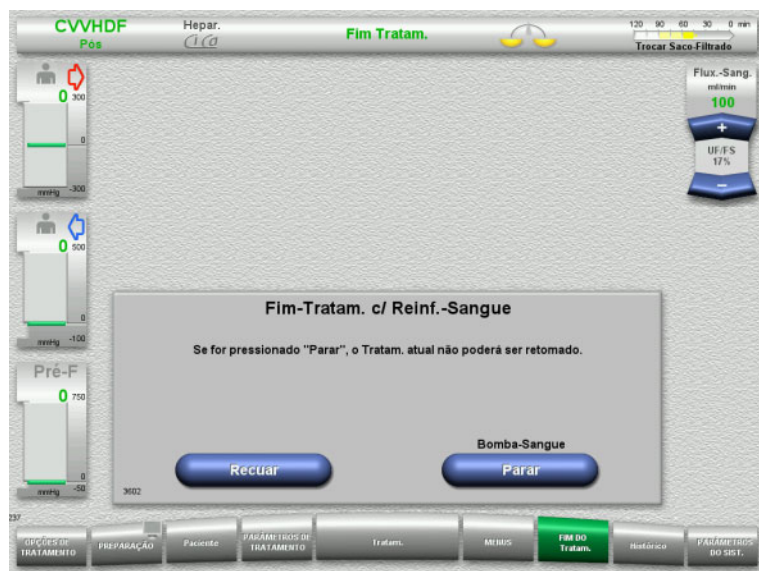 CVVHDF
Pós
Hepar.
Fim Tratam.
120 90 60 30 0 min
Trocar Saco-Filtrado
0
300
0
-300
mmHg
0
500
0
-100
mmHg
Pré-F
0
750
0
-50
mmHg
Flux.-Sang.
ml/min
100
+
UF/FS
17%
−
Fim-Tratam. c/ Reinf.-Sangue
Se for pressionado "Parar", o Tratam. atual não poderá ser retomado.
Bomba-Sangue
Recuar
Parar
3602
237
OPÇÕES DE
TRATAMENTO
PREPARAÇÃO
Paciente
PARÂMETROS DE
TRATAMENTO
Tratam.
MENUS
FIM DO
Tratam.
Histórico
PARÂMETROS
DO SIST.